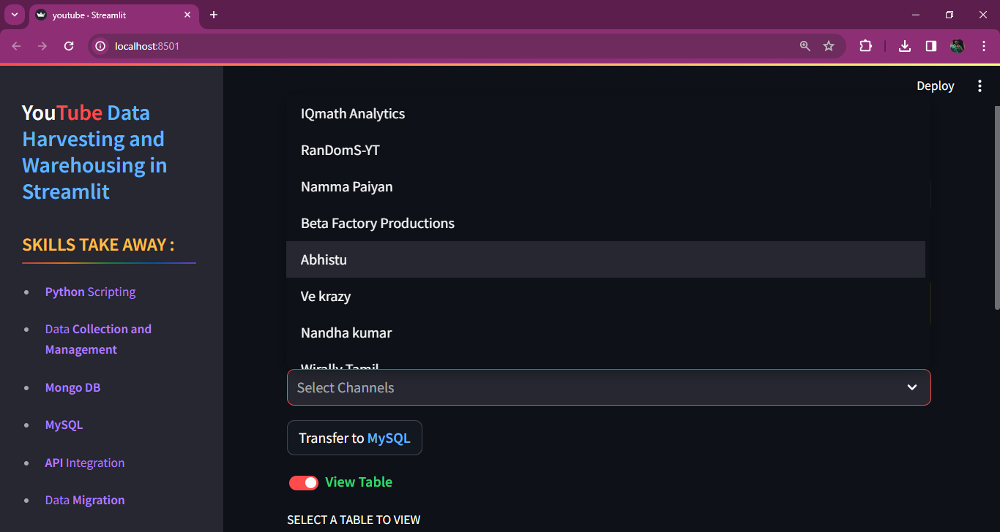 youtube · Streamlit
localhost:8501
Deploy
YouTube Data
Harvesting and
Warehousing in
Streamlit
SKILLS TAKE AWAY :
Python Scripting
Data Collection and
Management
Mongo DB
MySQL
API Integration
Data Migration
IQmath Analytics
RanDomS-YT
Namma Paiyan
Beta Factory Productions
Abhistu
Ve krazy
Nandha kumar
Wirally Tamil
Select Channels
Transfer to MySQL
View Table
SELECT A TABLE TO VIEW